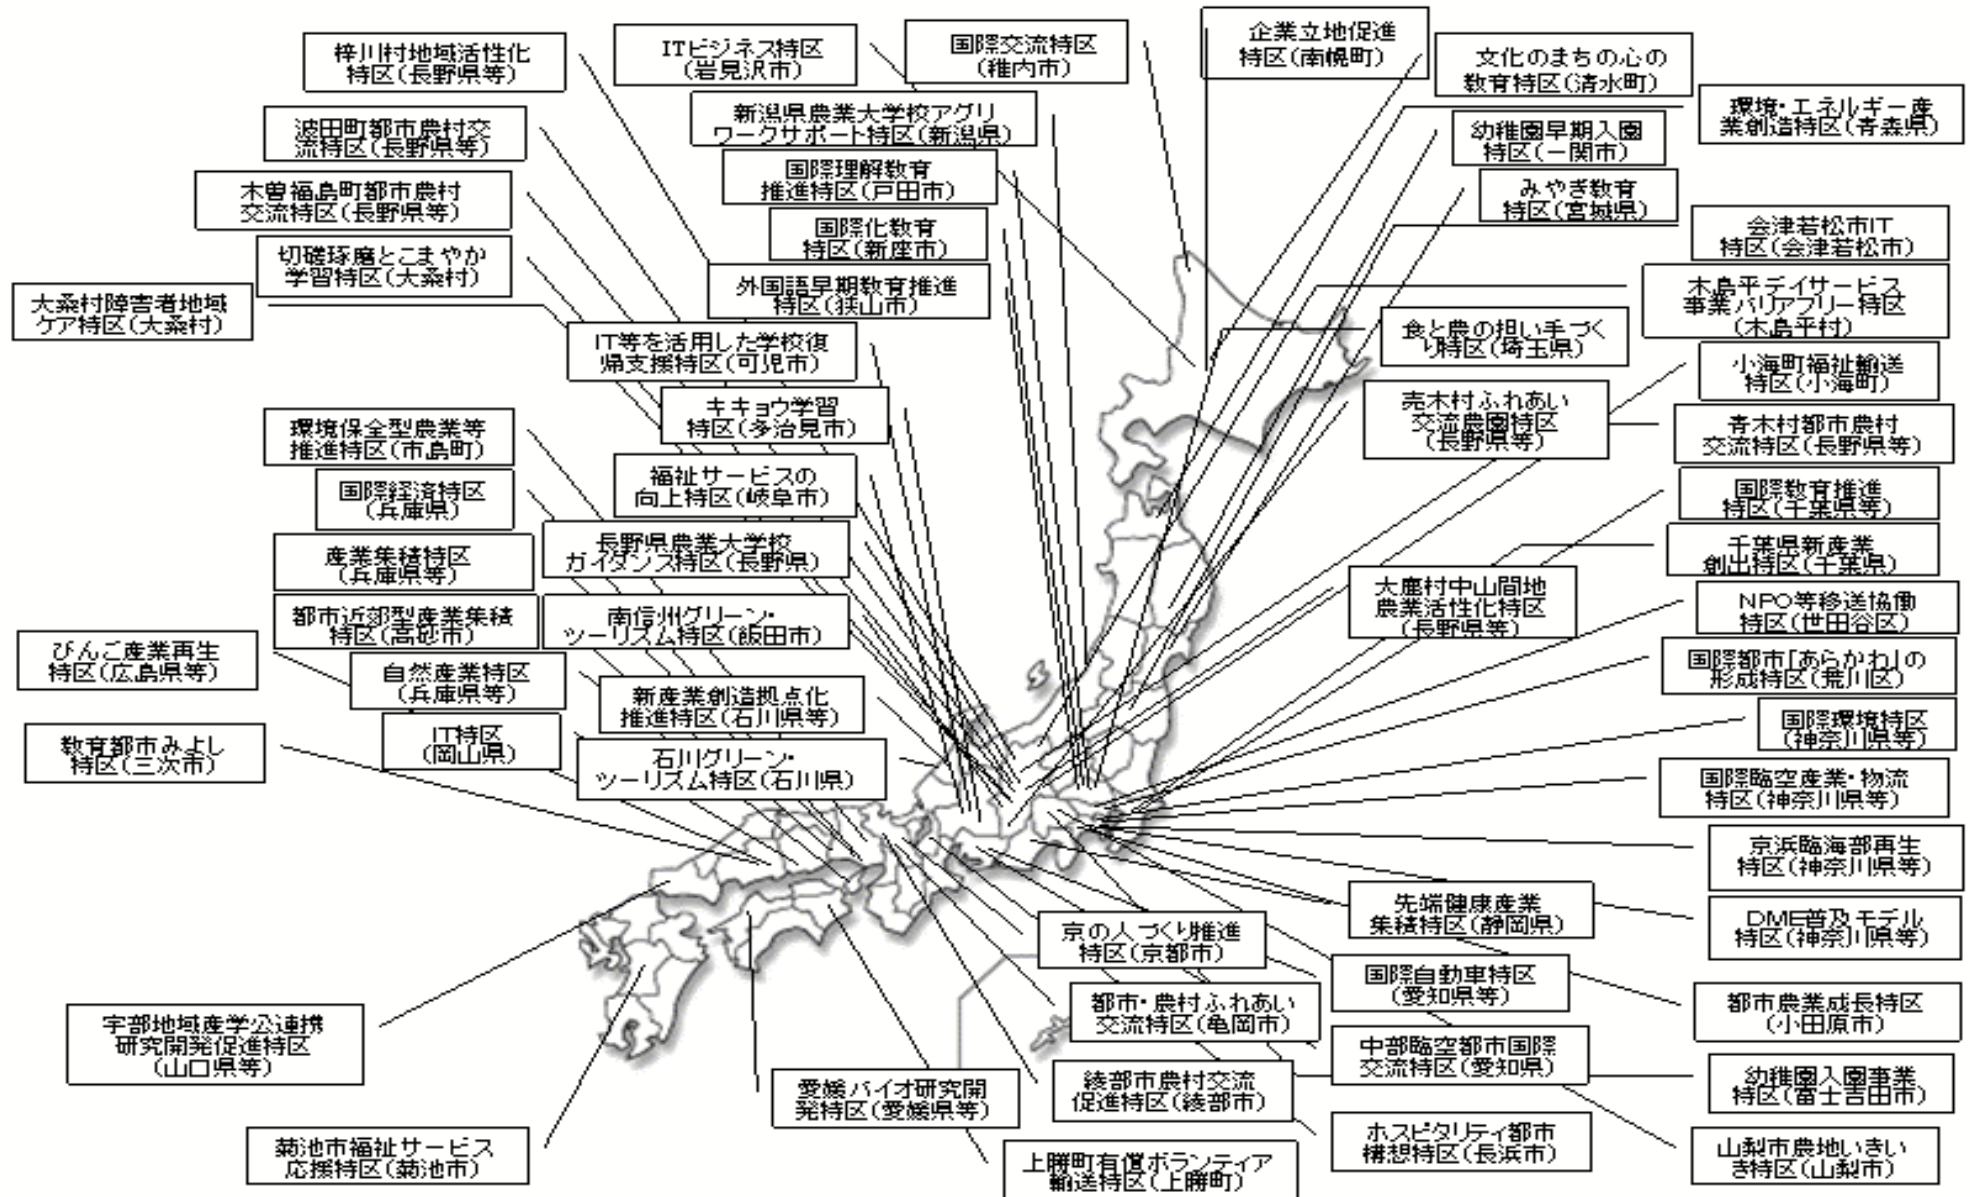 梓川村地域活性化
特区(長野県等)
ITビジネス特区
(岩見沢市)
国際交流特区
(稚内市)
企業立地促進
特区(南幌町)
文化のまちの心の
教育特区(清水町)
環境・エネルギー産
業創造特区(青森県)
波田町都市農村交
流特区(長野県等)
新潟県農業大学校アグリ
ワークサポート特区(新潟県)
幼稚園早期入園
特区(一関市)
国際理解教育
推進特区(戸田市)
木曽福島町都市農村
交流特区(長野県等)
みやぎ教育
特区(宮城県)
国際化教育
特区(新座市)
会津若松市IT
特区(会津若松市)
切磋琢磨とこまやか
学習特区(大桑村)
外国語早期教育推進
特区(狭山市)
木島平デイサービス
事業バリアフリー特区
(木島平村)
大桑村障害者地域
ケア特区(大桑村)
食と農の担い手づく
り特区(埼玉県)
IT等を活用した学校復
帰支援特区(可児市)
小海町福祉輸送
特区(小海町)
キキョウ学習
特区(多治見市)
売木村ふれあい
交流農園特区
(長野県等)
青木村都市農村
交流特区(長野県等)
環境保全型農業等
推進特区(市島町)
福祉サービスの
向上特区(岐阜市)
国際経済特区
(兵庫県)
国際教育推進
特区(千葉県等)
長野県農業大学校
ガイダンス特区(長野県)
産業集積特区
(兵庫県等)
千葉県新産業
創出特区(千葉県)
大鹿村中山間地
農業活性化特区
(長野県等)
都市近郊型産業集積
特区(高砂市)
南信州グリーン・
ツーリズム特区(飯田市)
NPO等移送協働
特区(世田谷区)
びんご産業再生
特区(広島県等)
自然産業特区
(兵庫県等)
国際都市「あらかわ」の
形成特区(荒川区)
新産業創造拠点化
推進特区(石川県等)
国際環境特区
(神奈川県等)
IT特区
(岡山県)
教育都市みよし
特区(三次市)
石川グリーン・
ツーリズム特区(石川県)
国際臨空産業・物流
特区(神奈川県等)
京浜臨海部再生
特区(神奈川県等)
先端健康産業
集積特区(静岡県)
DME普及モデル
特区(神奈川県等)
京の人づくり推進
特区(京都市)
国際自動車特区
(愛知県等)
都市農業成長特区
(小田原市)
都市・農村ふれあい
交流特区(亀岡市)
宇部地域産学公連携
研究開発促進特区
(山口県等)
中部臨空都市国際
交流特区(愛知県)
幼稚園入園事業
特区(富士吉田市)
綾部市農村交流
促進特区(綾部市)
愛媛バイオ研究開
発特区(愛媛県等)
ホスピタリティ都市
構想特区(長浜市)
山梨市農地いきい
き特区(山梨市)
菊池市福祉サービス
応援特区(菊池市)
上勝町有償ボランティア
輸送特区(上勝町)